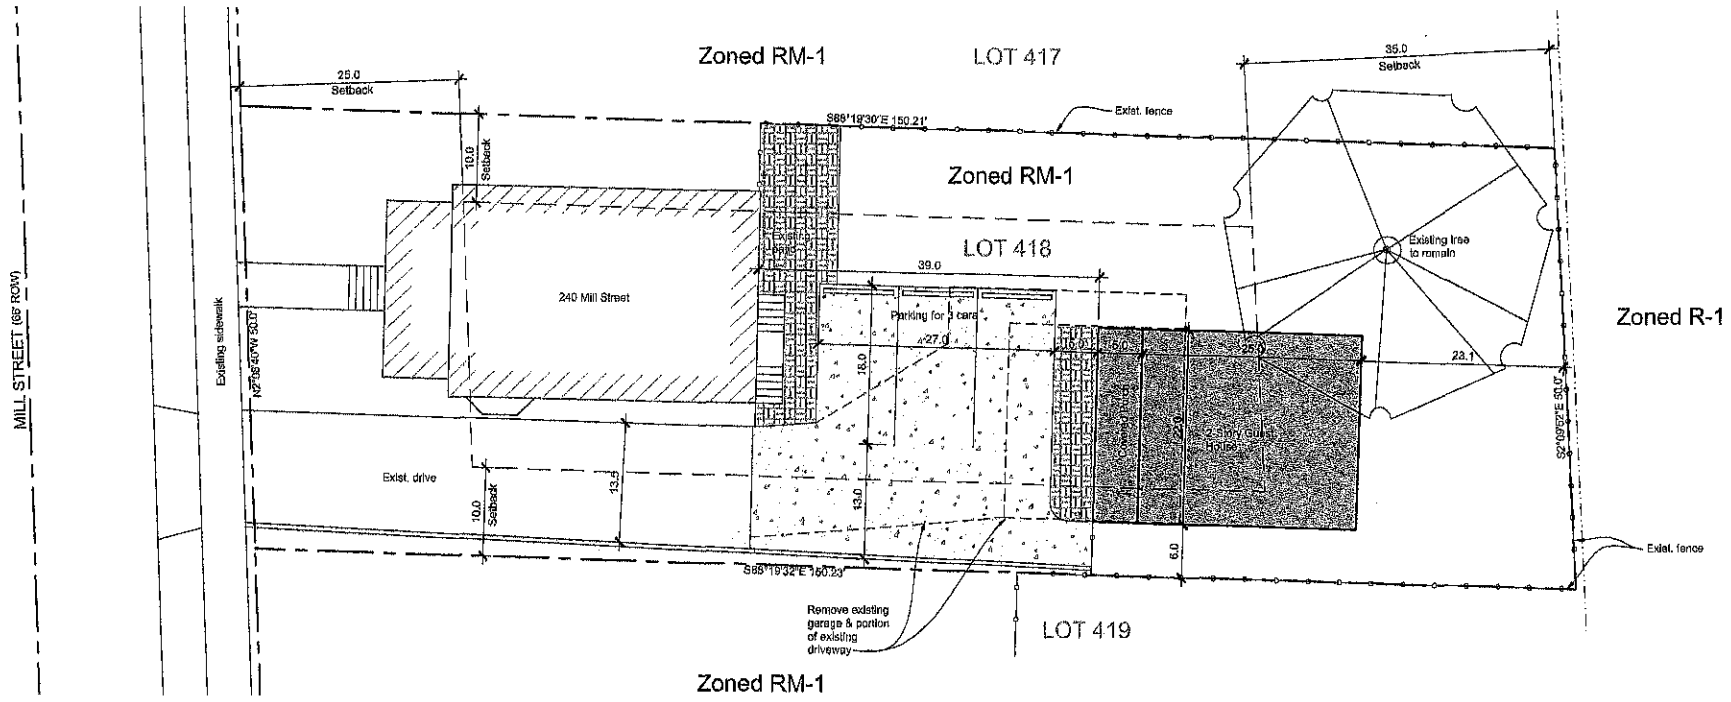 Zoned RM-1
LOT 417
35.0
Setback
25.0
Setback
Exist. fence
S88°19'30"E 150.21'
10.0
Setback
Zoned RM-1
LOT 418
Existing
39.0
Existing tree
to remain
240 Mill Street
Parking for 3 cars
Zoned R-1
MILL STREET (66' ROW)
Existing sidewalk
N2°08'40"W 50.0'
27.0
18.0
25.0
23.1
22.0
2 Story Guest
House
S2°09'52"E 50.0'
Exist. drive
13.5
10.0
Setback
13.0
6.0
Exist. fence
S88°19'32"E 150.23'
Remove existing
garage & portion
of existing
driveway
LOT 419
Zoned RM-1